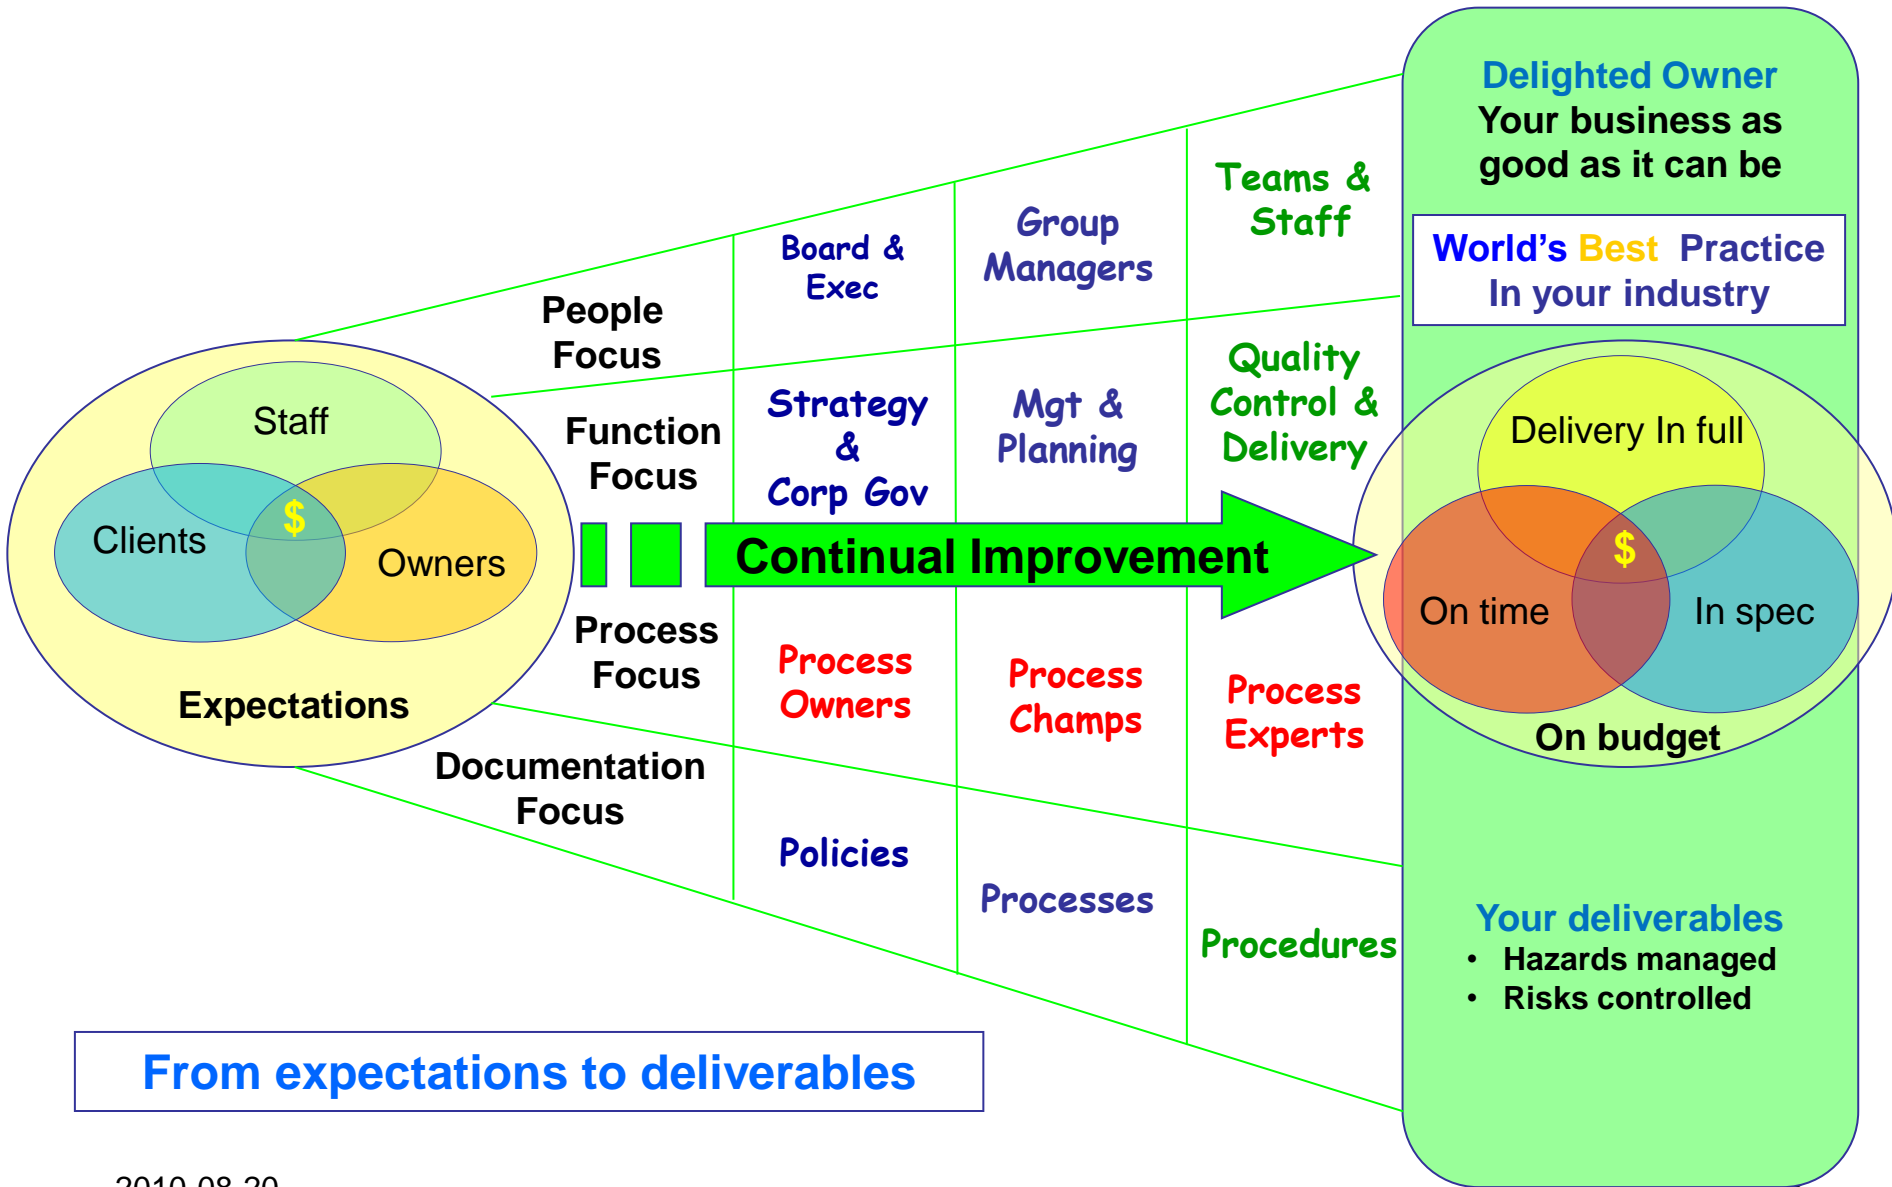 Delighted Owner
Your business as
good as it can be
World's Best Practice
In your industry
Teams &
Staff
Group
Managers
Board &
Exec
People
Focus
Function
Focus
Strategy
&
Corp Gov
Mgt &
Planning
Quality
Control &
Delivery
Staff
Clients
$
Owners
Expectations
Continual Improvement
Delivery In full
$
On time
In spec
On budget
Process
Focus
Process
Owners
Process
Champs
Process
Experts
Documentation
Focus
Policies
Processes
Procedures
Your deliverables
• Hazards managed
• Risks controlled
From expectations to deliverables
2010-08-20